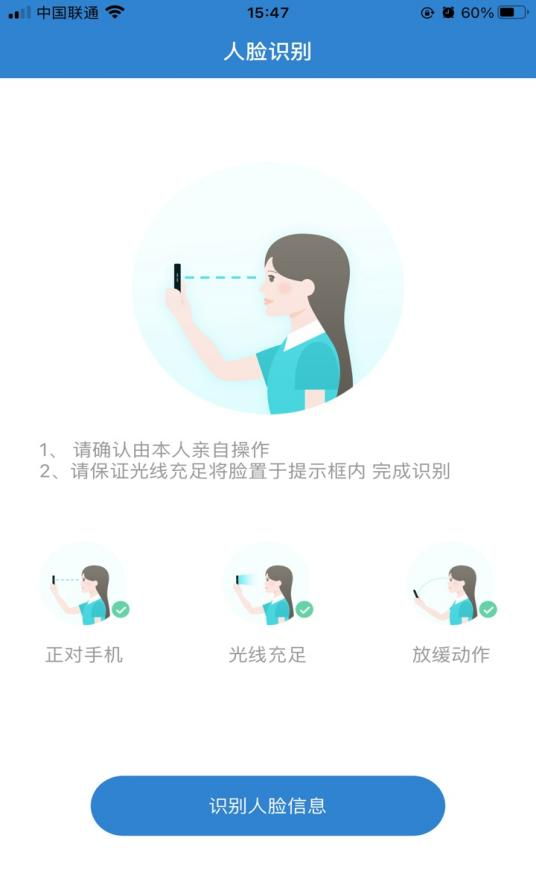 中国联通 15:47 60%
人脸识别
1、 请确认由本人亲自操作
2、请保证光线充足将脸置于提示框内 完成识别
正对手机 光线充足 放缓动作
识别人脸信息